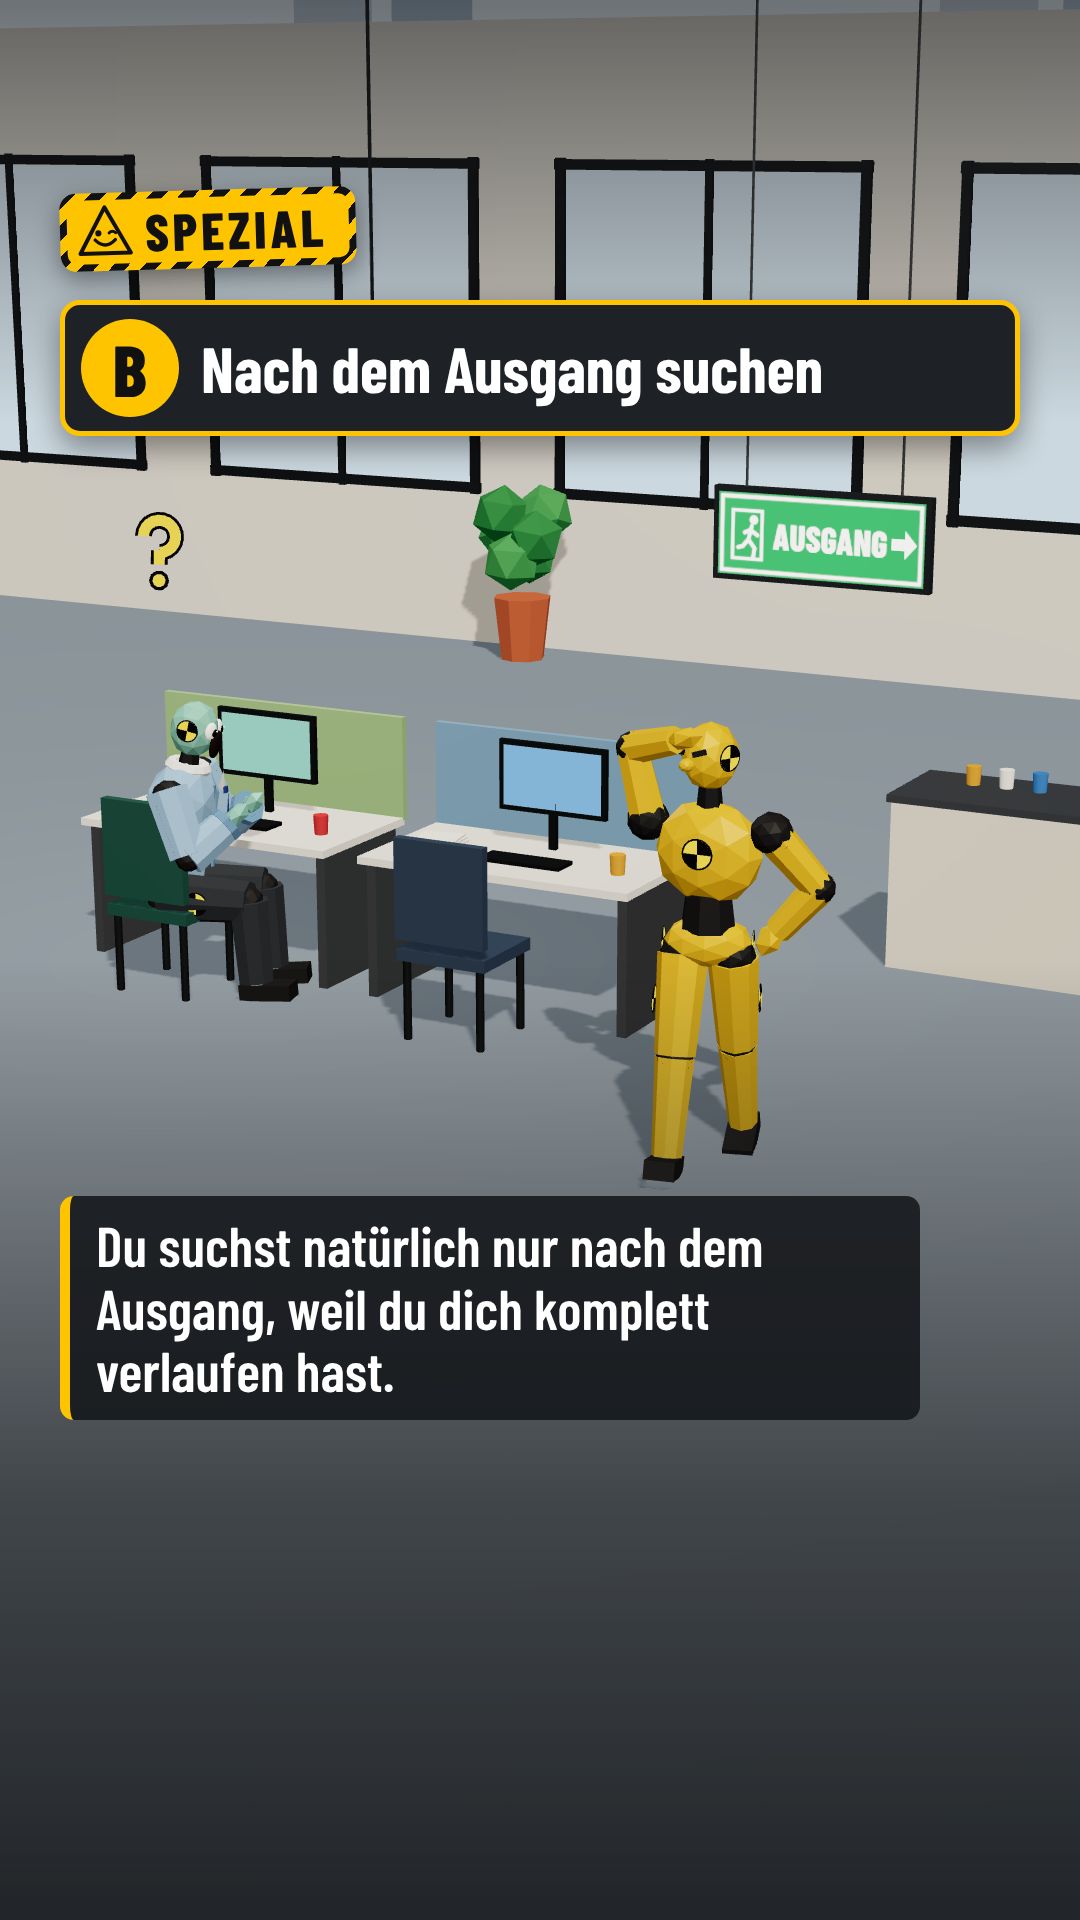 SPEZIAL
B Nach dem Ausgang suchen
?
AUSGANG
Du suchst natürlich nur nach dem
Ausgang, weil du dich komplett
verlaufen hast.